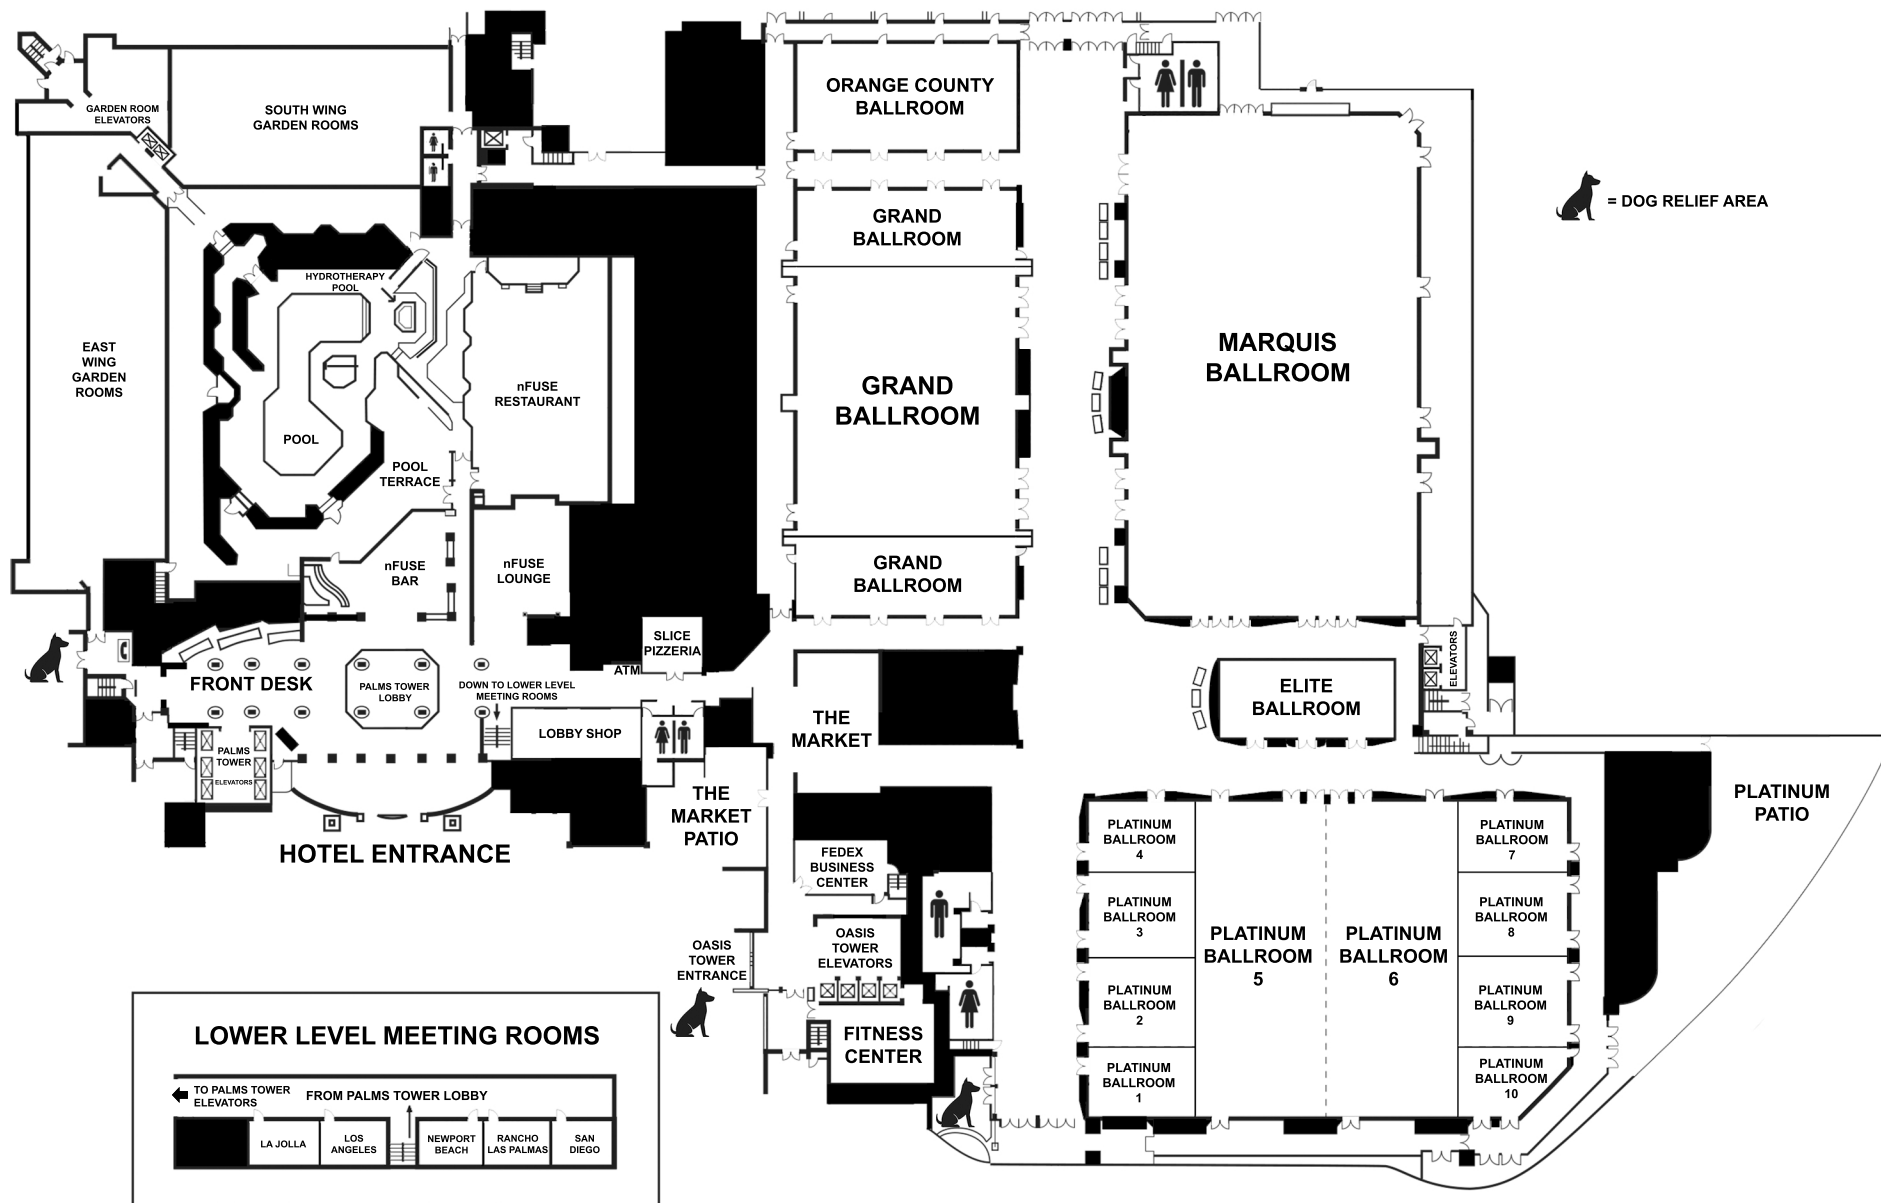 ORANGE COUNTY
BALLROOM
SOUTH WING
GARDEN ROOMS
GARDEN ROOM
ELEVATORS
= DOG RELIEF AREA
GRAND
BALLROOM
HYDROTHERAPY
POOL
EAST
WING
GARDEN
ROOMS
nFUSE
RESTAURANT
GRAND
BALLROOM
MARQUIS
BALLROOM
POOL
POOL
TERRACE
nFUSE
BAR
nFUSE
LOUNGE
GRAND
BALLROOM
SLICE
PIZZERIA
ATM
ELEVATORS
FRONT DESK
PALMS TOWER
LOBBY
DOWN TO LOWER LEVEL
MEETING ROOMS
ELITE
BALLROOM
LOBBY SHOP
THE
MARKET
PALMS
TOWER
ELEVATORS
THE
MARKET
PATIO
PLATINUM
PATIO
HOTEL ENTRANCE
FEDEX
BUSINESS
CENTER
PLATINUM
BALLROOM
4
PLATINUM
BALLROOM
7
PLATINUM
BALLROOM
3
PLATINUM
BALLROOM
8
OASIS
TOWER
ENTRANCE
OASIS
TOWER
ELEVATORS
PLATINUM
BALLROOM
5
PLATINUM
BALLROOM
6
PLATINUM
BALLROOM
2
PLATINUM
BALLROOM
9
FITNESS
CENTER
PLATINUM
BALLROOM
1
PLATINUM
BALLROOM
10
LOWER LEVEL MEETING ROOMS
TO PALMS TOWER
ELEVATORS
FROM PALMS TOWER LOBBY
LA JOLLA
LOS
ANGELES
NEWPORT
BEACH
RANCHO
LAS PALMAS
SAN
DIEGO